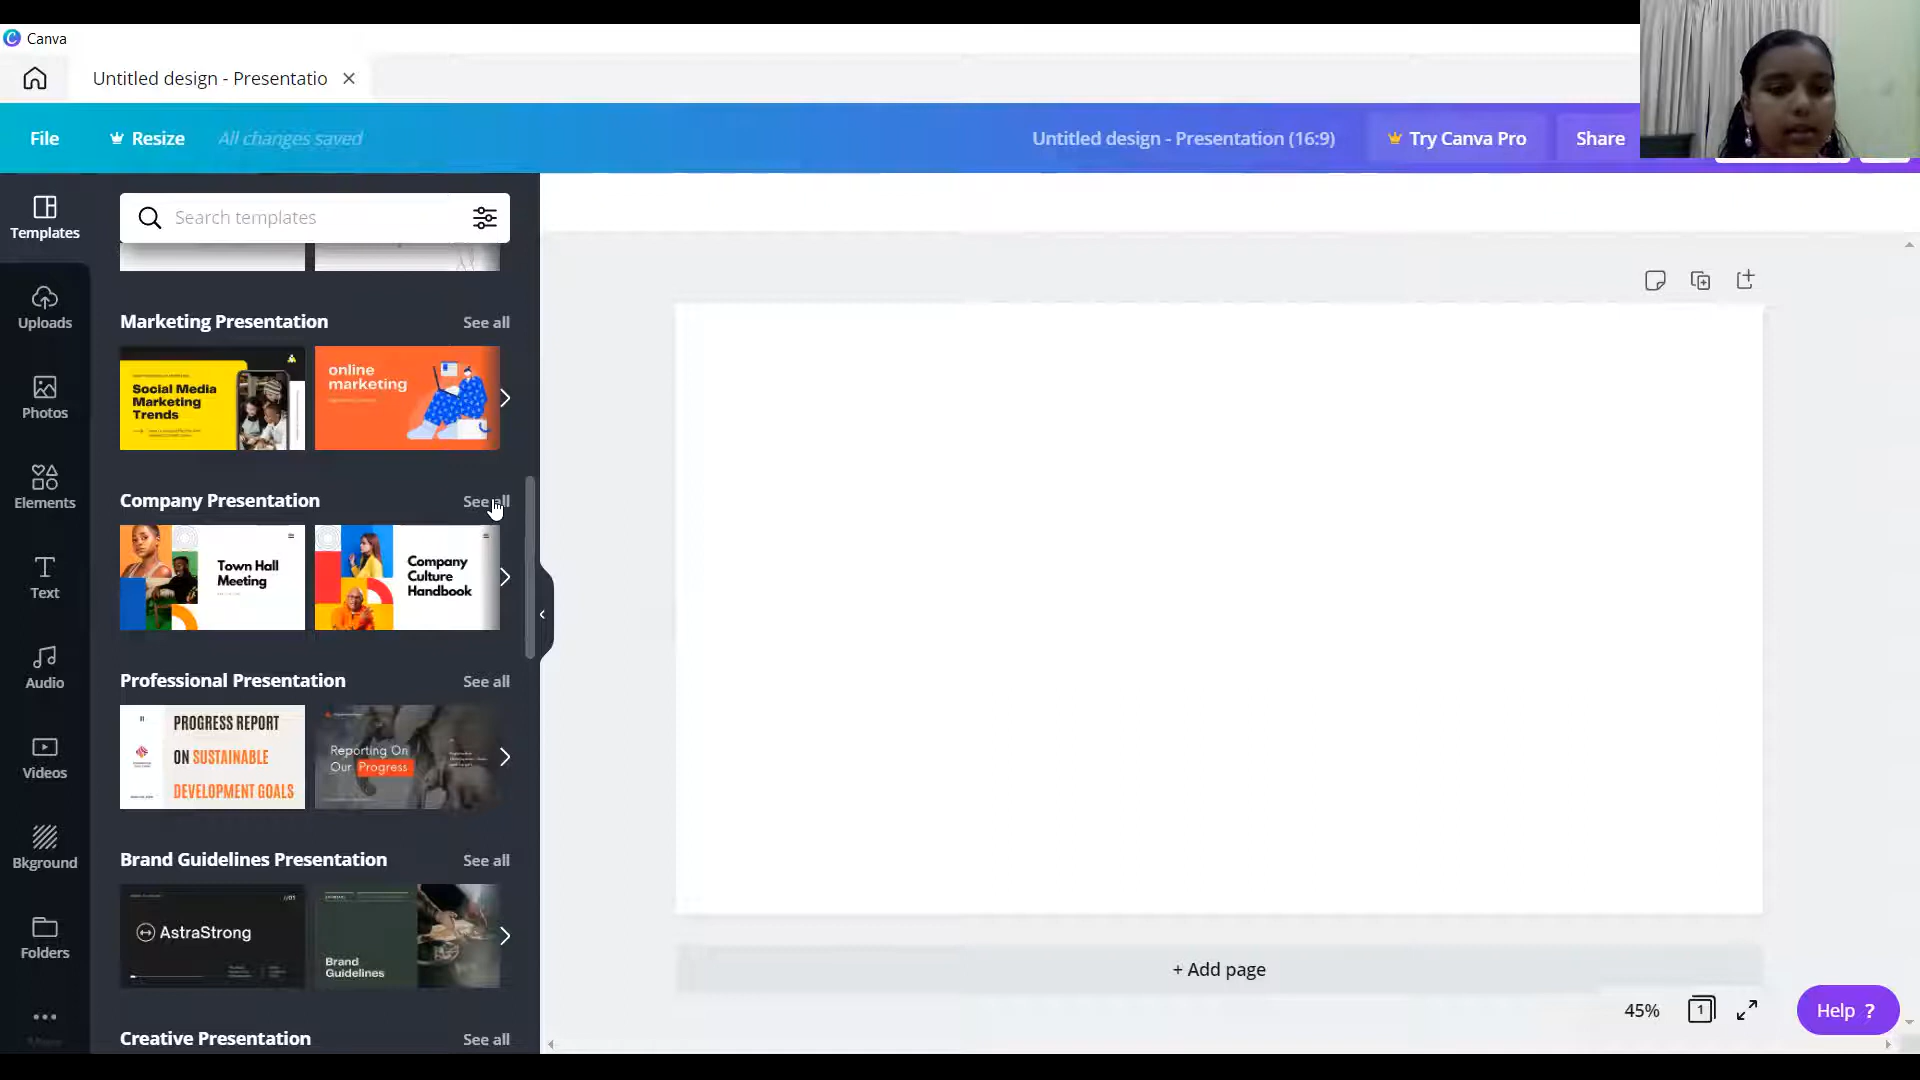 Canva
Untitled design - Presentatio
File
Resize
All changes saved
Untitled design - Presentation (16:9)
Try Canva Pro
Share
Templates
Uploads
Photos
Elements
Text
Audio
Videos
Bkground
Folders
Search templates
Marketing Presentation
See all
Social Media
Marketing
Trends
online
marketing
Company Presentation
See all
Town Hall
Meeting
Company
Culture
Handbook
Professional Presentation
See all
PROGRESS REPORT
ON SUSTAINABLE
DEVELOPMENT GOALS
Reporting On
Our Progress
Brand Guidelines Presentation
See all
AstraStrong
Brand
Guidelines
Creative Presentation
See all
+ Add page
45%
1
Help ?